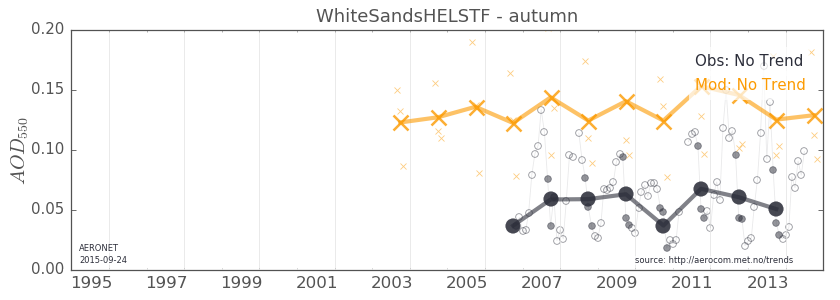 WhiteSandsHELSTF - autumn
0.20
0.15
0.10
0.05
0.00
AOD550
Obs: No Trend
Mod: No Trend
AERONET
2015-09-24
source: http://aerocom.met.no/trends
1995 1997 1999 2001 2003 2005 2007 2009 2011 2013